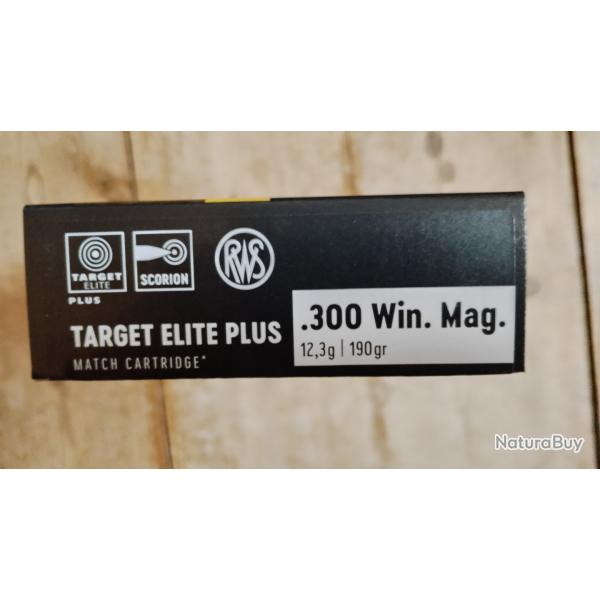 TARGET
ELITE
PLUS
SCORION
RWS
TARGET ELITE PLUS
MATCH CARTRIDGE*
.300 Win. Mag.
12,3g | 190gr
NaturaBuy